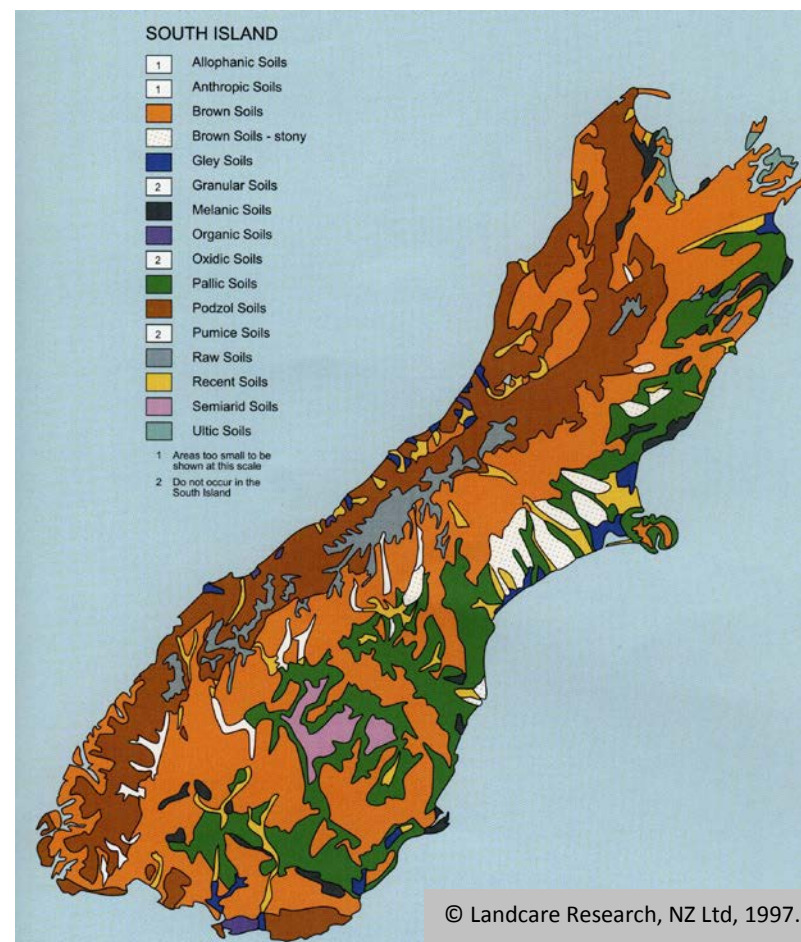 SOUTH ISLAND
1 Allophanic Soils
1 Anthropic Soils
Brown Soils
Brown Soils - stony
Gley Soils
2 Granular Soils
Melanic Soils
Organic Soils
2 Oxidic Soils
Pallic Soils
Podzol Soils
2 Pumice Soils
Raw Soils
Recent Soils
Semiarid Soils
Ultic Soils
1 Areas too small to be
shown at this scale
2 Do not occur in the
South Island
© Landcare Research, NZ Ltd, 1997.